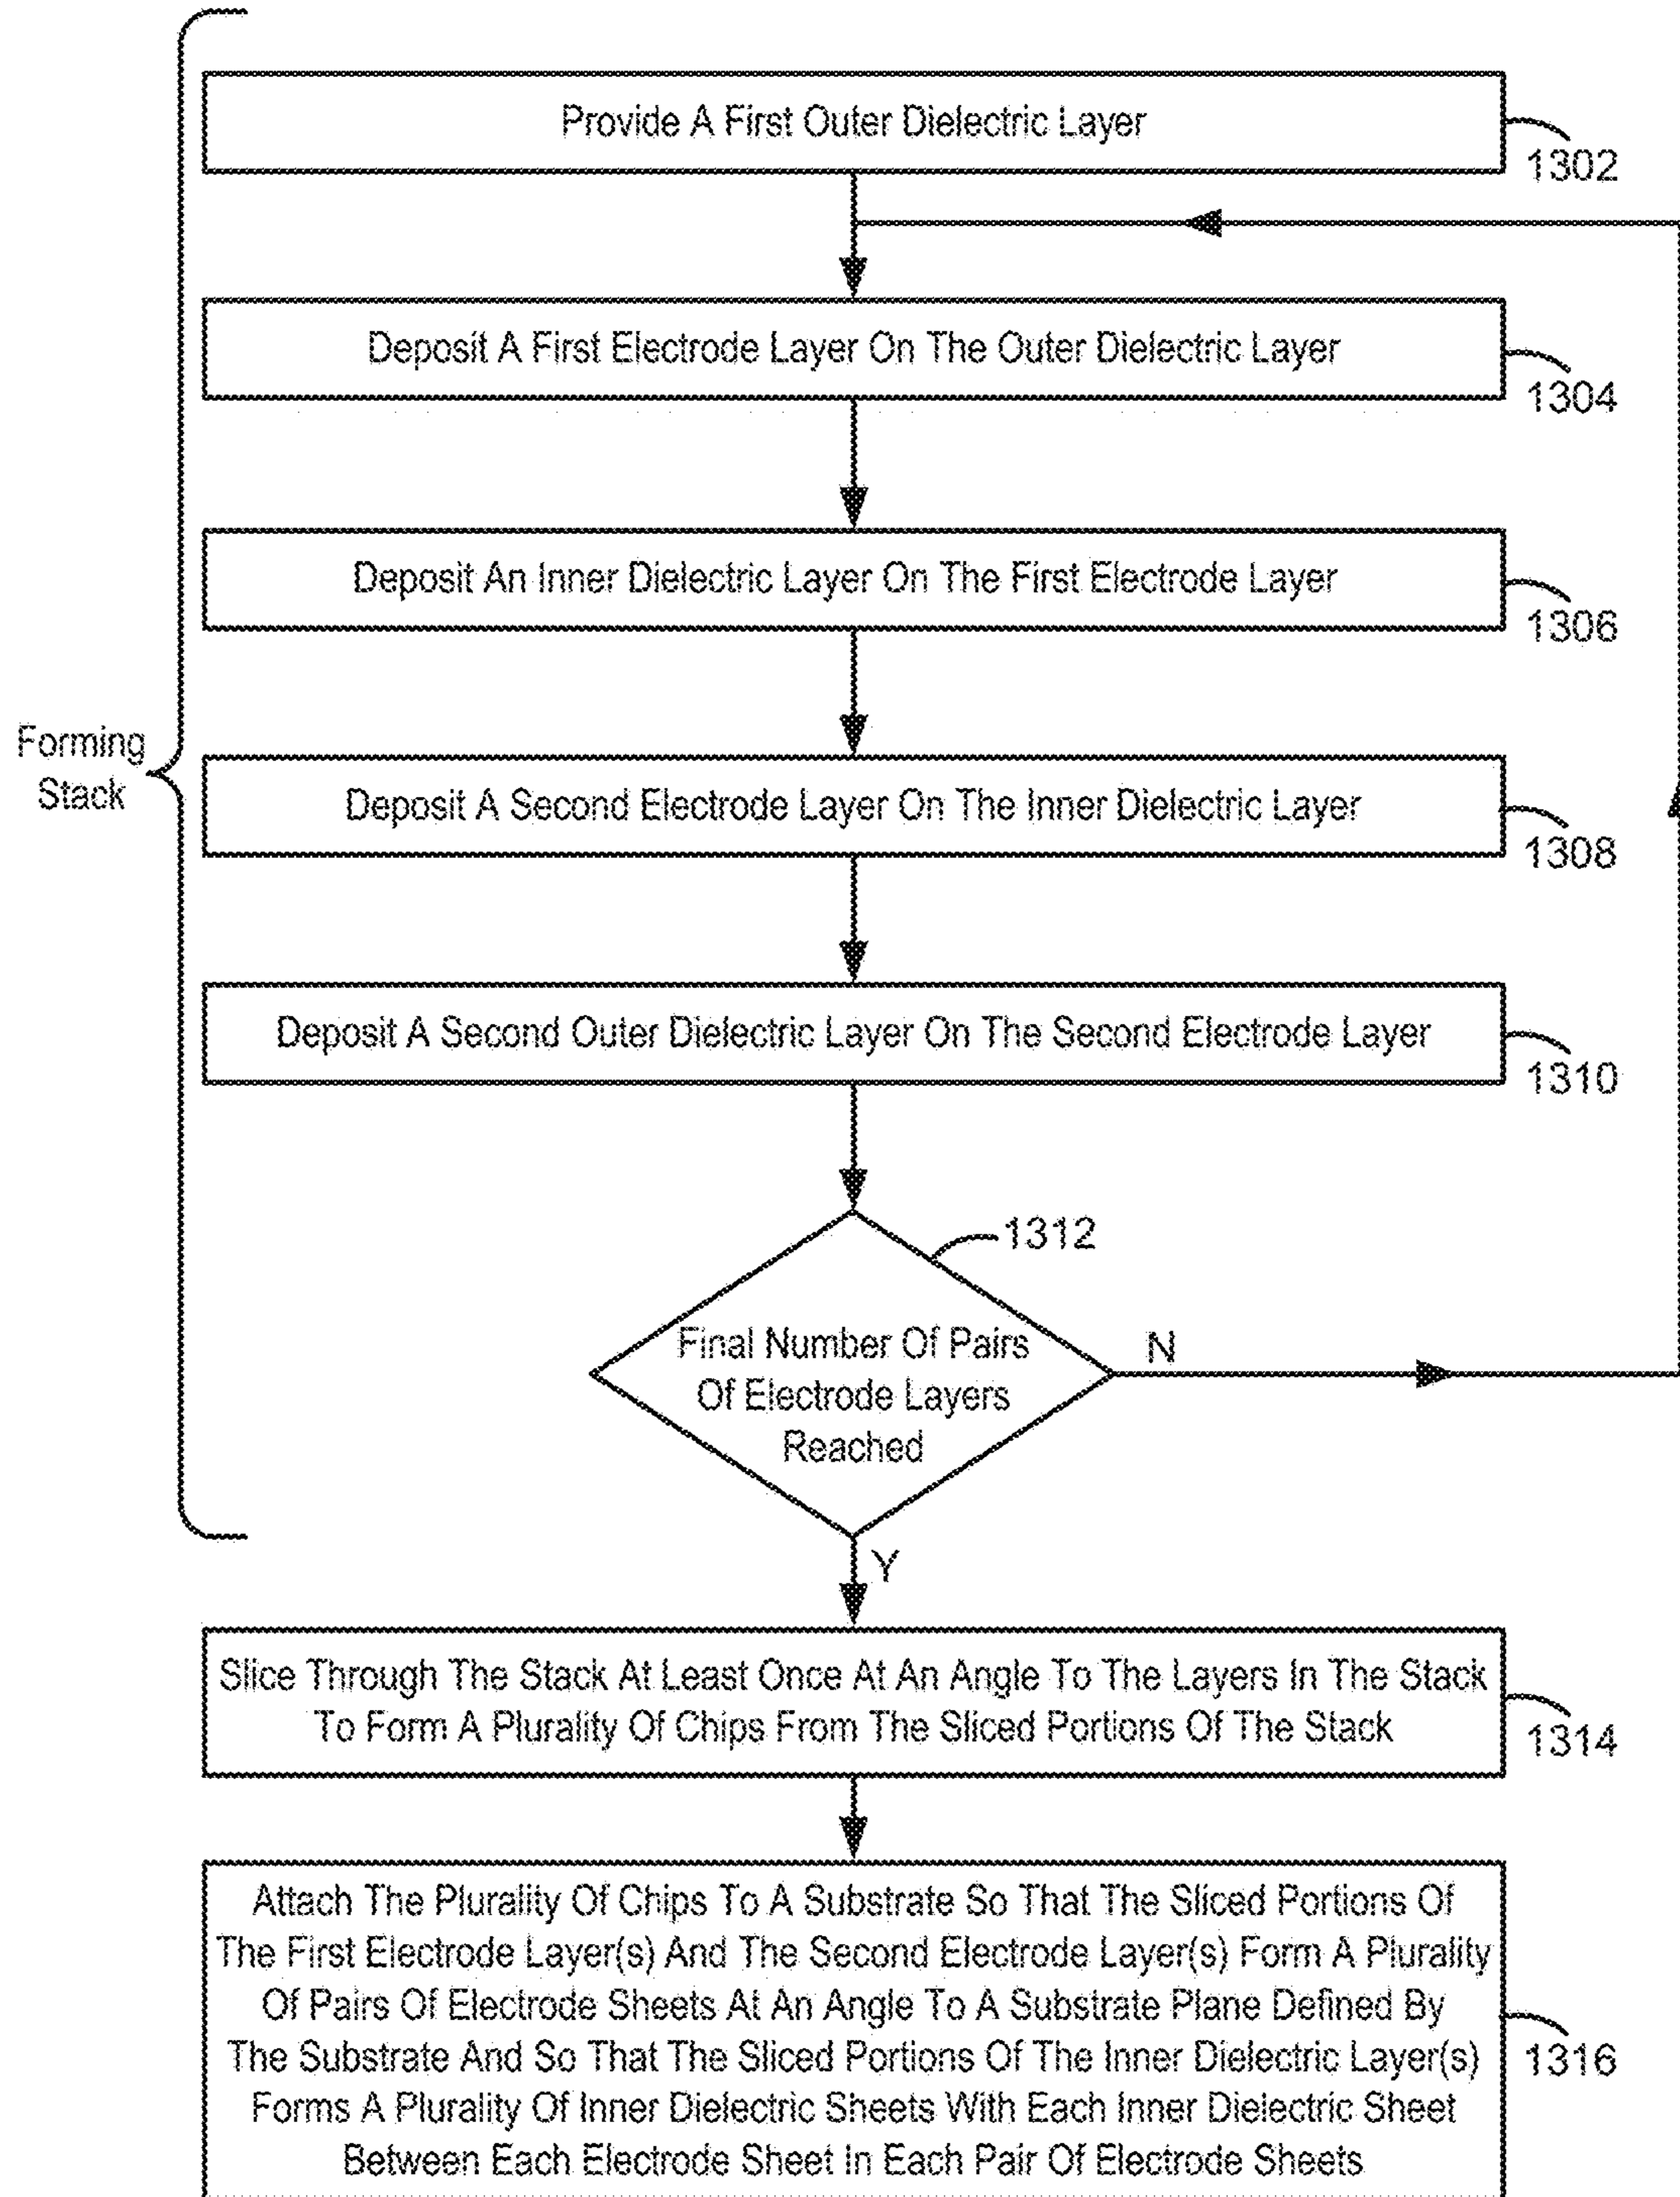 Provide A First Outer Dielectric Layer
1302
Deposit A First Electrode Layer On The Outer Dielectric Layer
1304
Deposit An Inner Dielectric Layer On The First Electrode Layer
1306
Forming
Stack
Deposit A Second Electrode Layer On The Inner Dielectric Layer
1308
Deposit A Second Outer Dielectric Layer On The Second Electrode Layer
1310
1312
Final Number Of Pairs
Of Electrode Layers
Reached
N
Y
Slice Through The Stack At Least Once At An Angle To The Layers In The Stack
To Form A Plurality Of Chips From The Sliced Portions Of The Stack
1314
Attach The Plurality Of Chips To A Substrate So That The Sliced Portions Of
The First Electrode Layer(s) And The Second Electrode Layer(s) Form A Plurality
Of Pairs Of Electrode Sheets At An Angle To A Substrate Plane Defined By
The Substrate And So That The Sliced Portions Of The Inner Dielectric Layer(s)
Forms A Plurality Of Inner Dielectric Sheets With Each Inner Dielectric Sheet
Between Each Electrode Sheet In Each Pair Of Electrode Sheets
1316